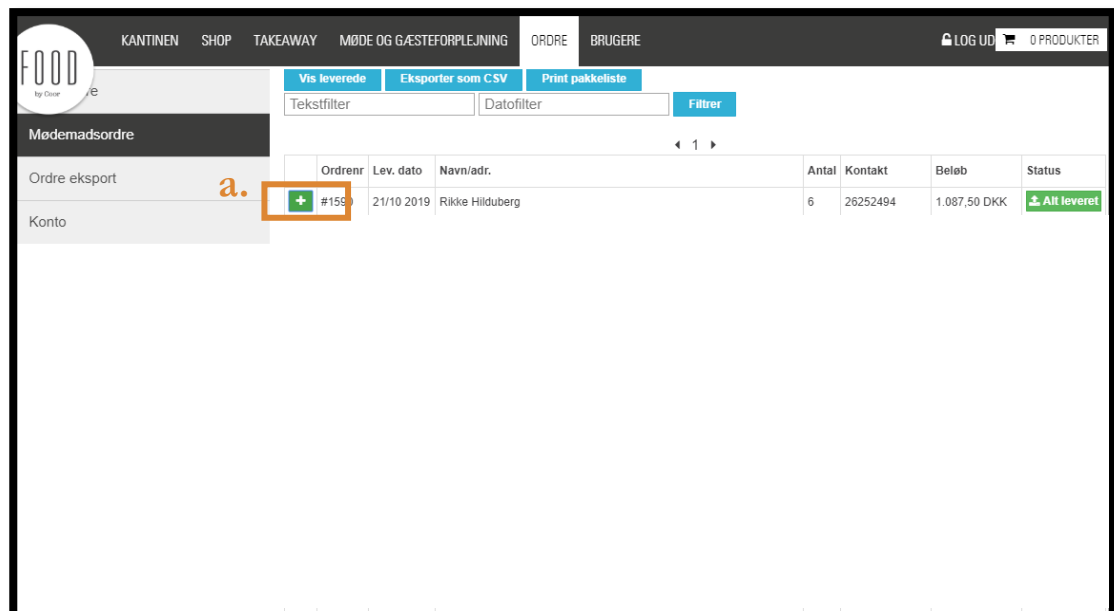 FOOD
by Coor
KANTINEN SHOP TAKEAWAY MØDE OG GÆSTEFORPLEJNING ORDRE BRUGERE LOG UD 0 PRODUKTER
Vis leverede Eksporter som CSV Print pakkeliste
Tekstfilter Datofilter Filtrer
Mødemadsordre
Ordre eksport
Konto
1
a.
Ordrenr Lev. dato Navn/adr. Antal Kontakt Beløb Status
21/10 2019 Rikke Hilduberg 6 26252494 1.087,50 DKK Alt leveret